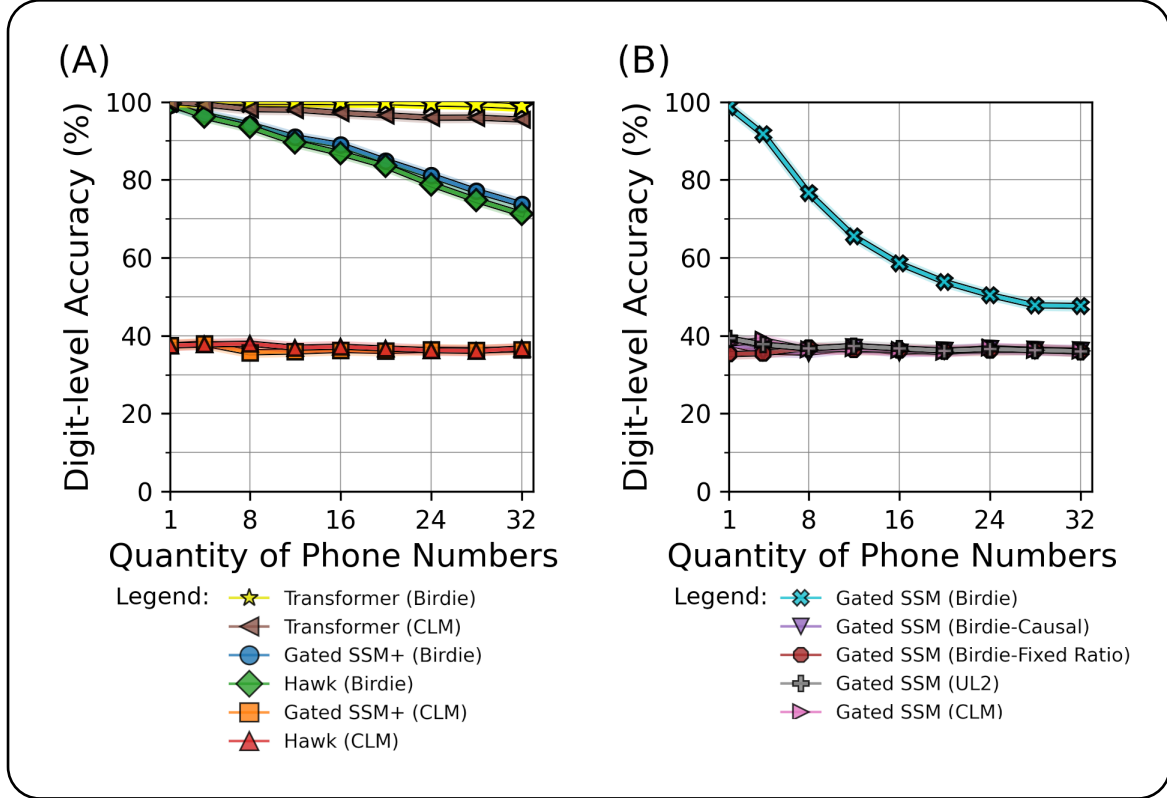 (A)
Digit-level Accuracy (%)
100
80
60
40
20
0
1 8 16 24 32
Quantity of Phone Numbers
Legend:
Transformer (Birdie)
Transformer (CLM)
Gated SSM+ (Birdie)
Hawk (Birdie)
Gated SSM+ (CLM)
Hawk (CLM)
(B)
Digit-level Accuracy (%)
100
80
60
40
20
0
1 8 16 24 32
Quantity of Phone Numbers
Legend:
Gated SSM (Birdie)
Gated SSM (Birdie-Causal)
Gated SSM (Birdie-Fixed Ratio)
Gated SSM (UL2)
Gated SSM (CLM)